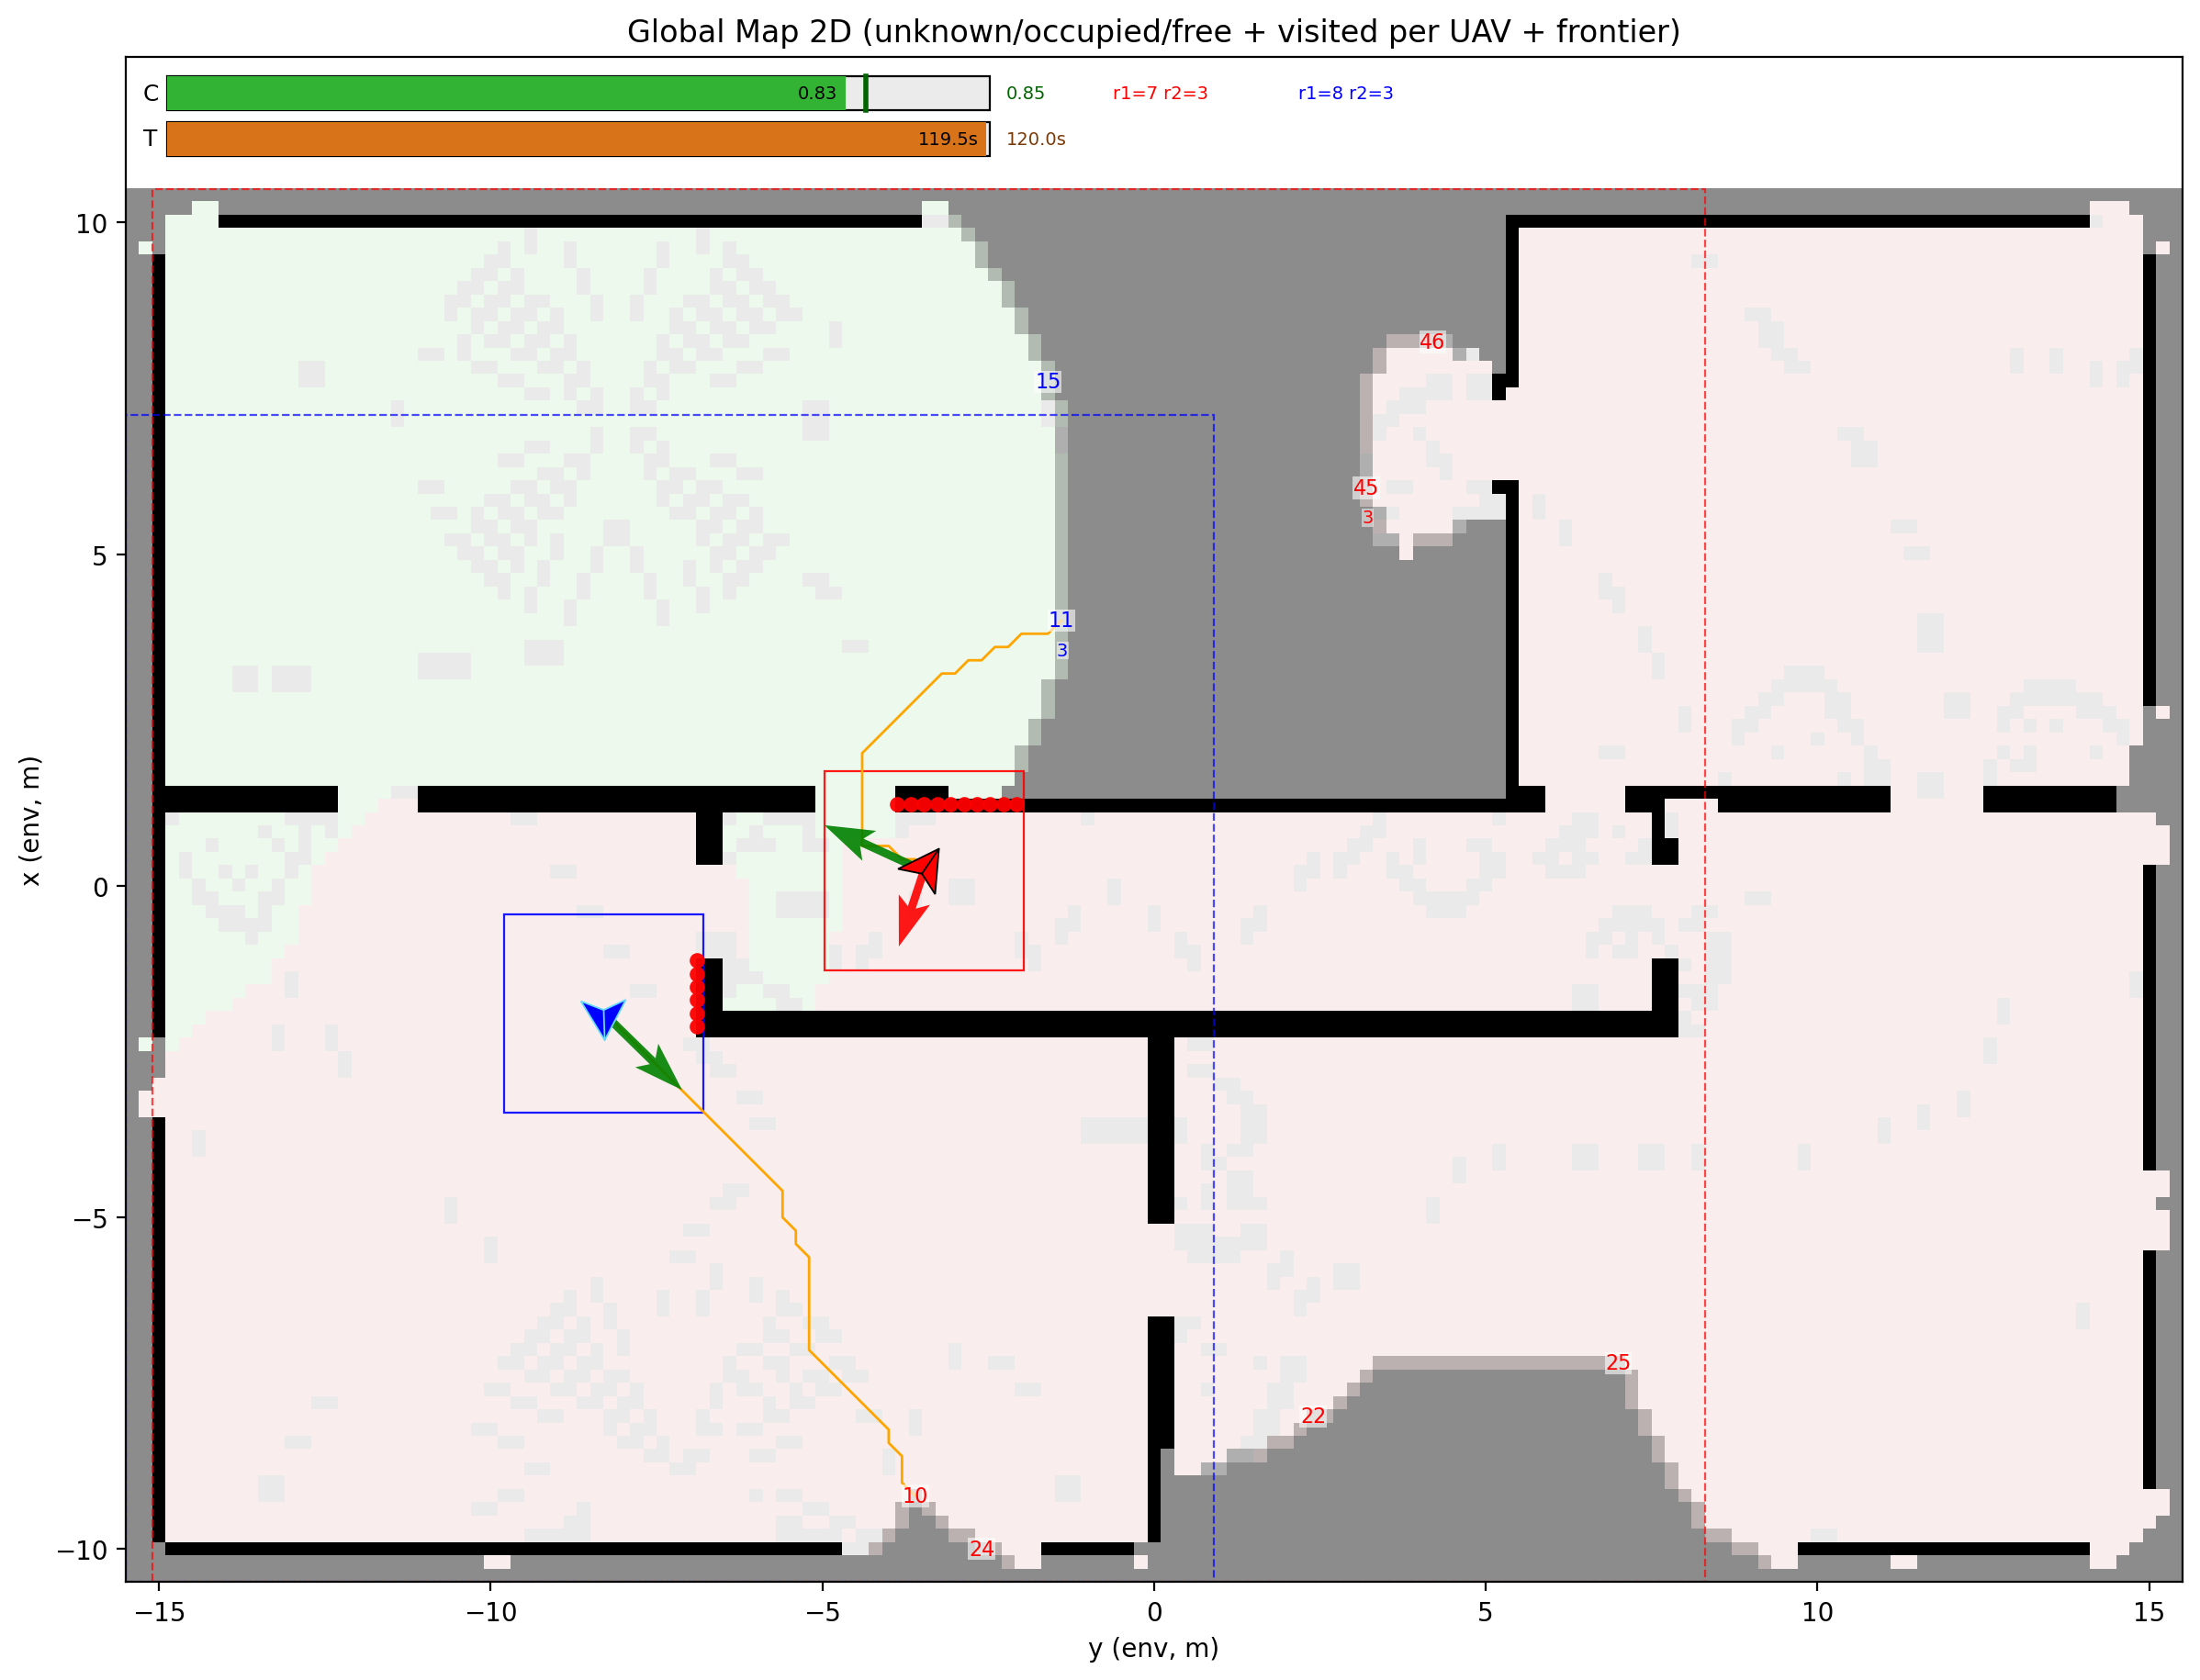 Global Map 2D (unknown/occupied/free + visited per UAV + frontier)
C 0.83 0.85 r1=7 r2=3 r1=8 r2=3
T 119.5s 120.0s
10
46
15
45
3
5
11
3
0
x (env, m)
−5
25
22
10
24
−10
−15 −10 −5 0 5 10 15
y (env, m)